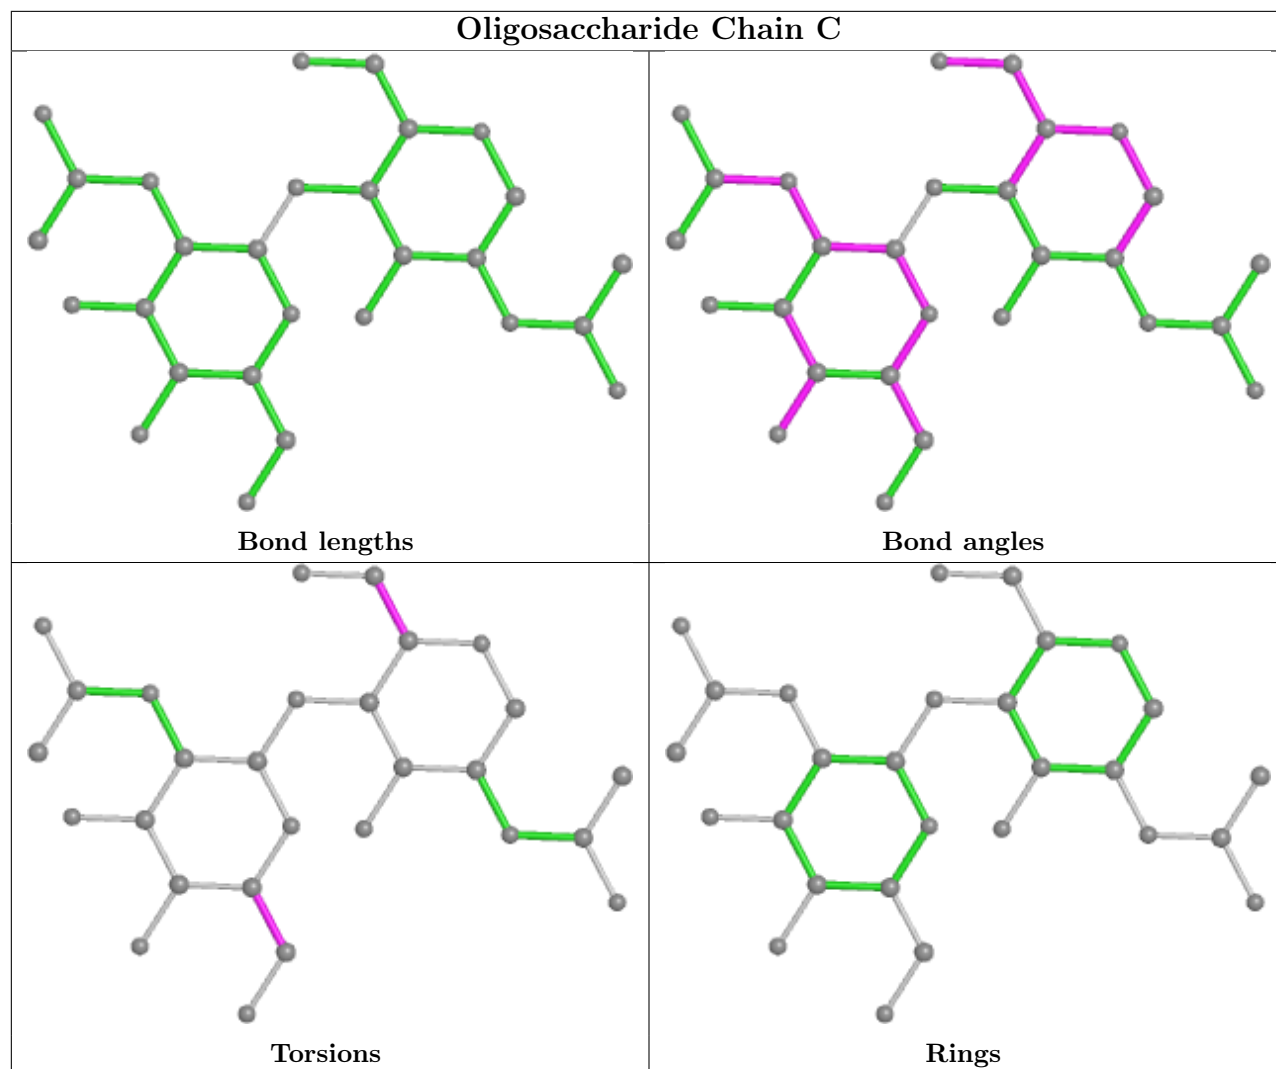 Oligosaccharide Chain C
Bond lengths
Bond angles
Torsions
Rings